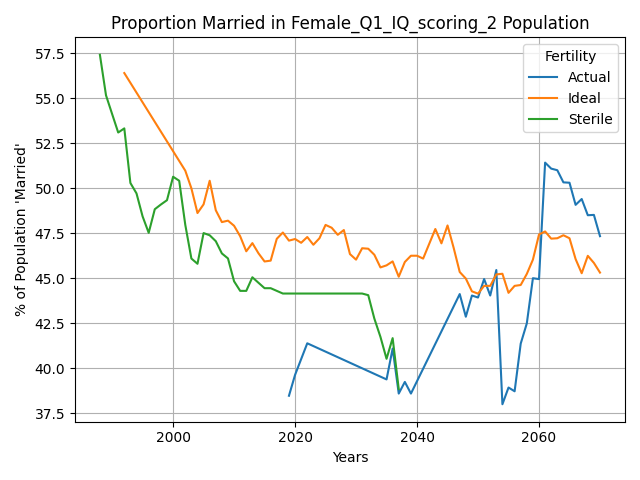 Proportion Married in Female_Q1_IQ_scoring_2 Population
% of Population 'Married'
57.5
55.0
52.5
50.0
47.5
45.0
42.5
40.0
37.5
Fertility
Actual
Ideal
Sterile
2000
2020
2040
2060
Years